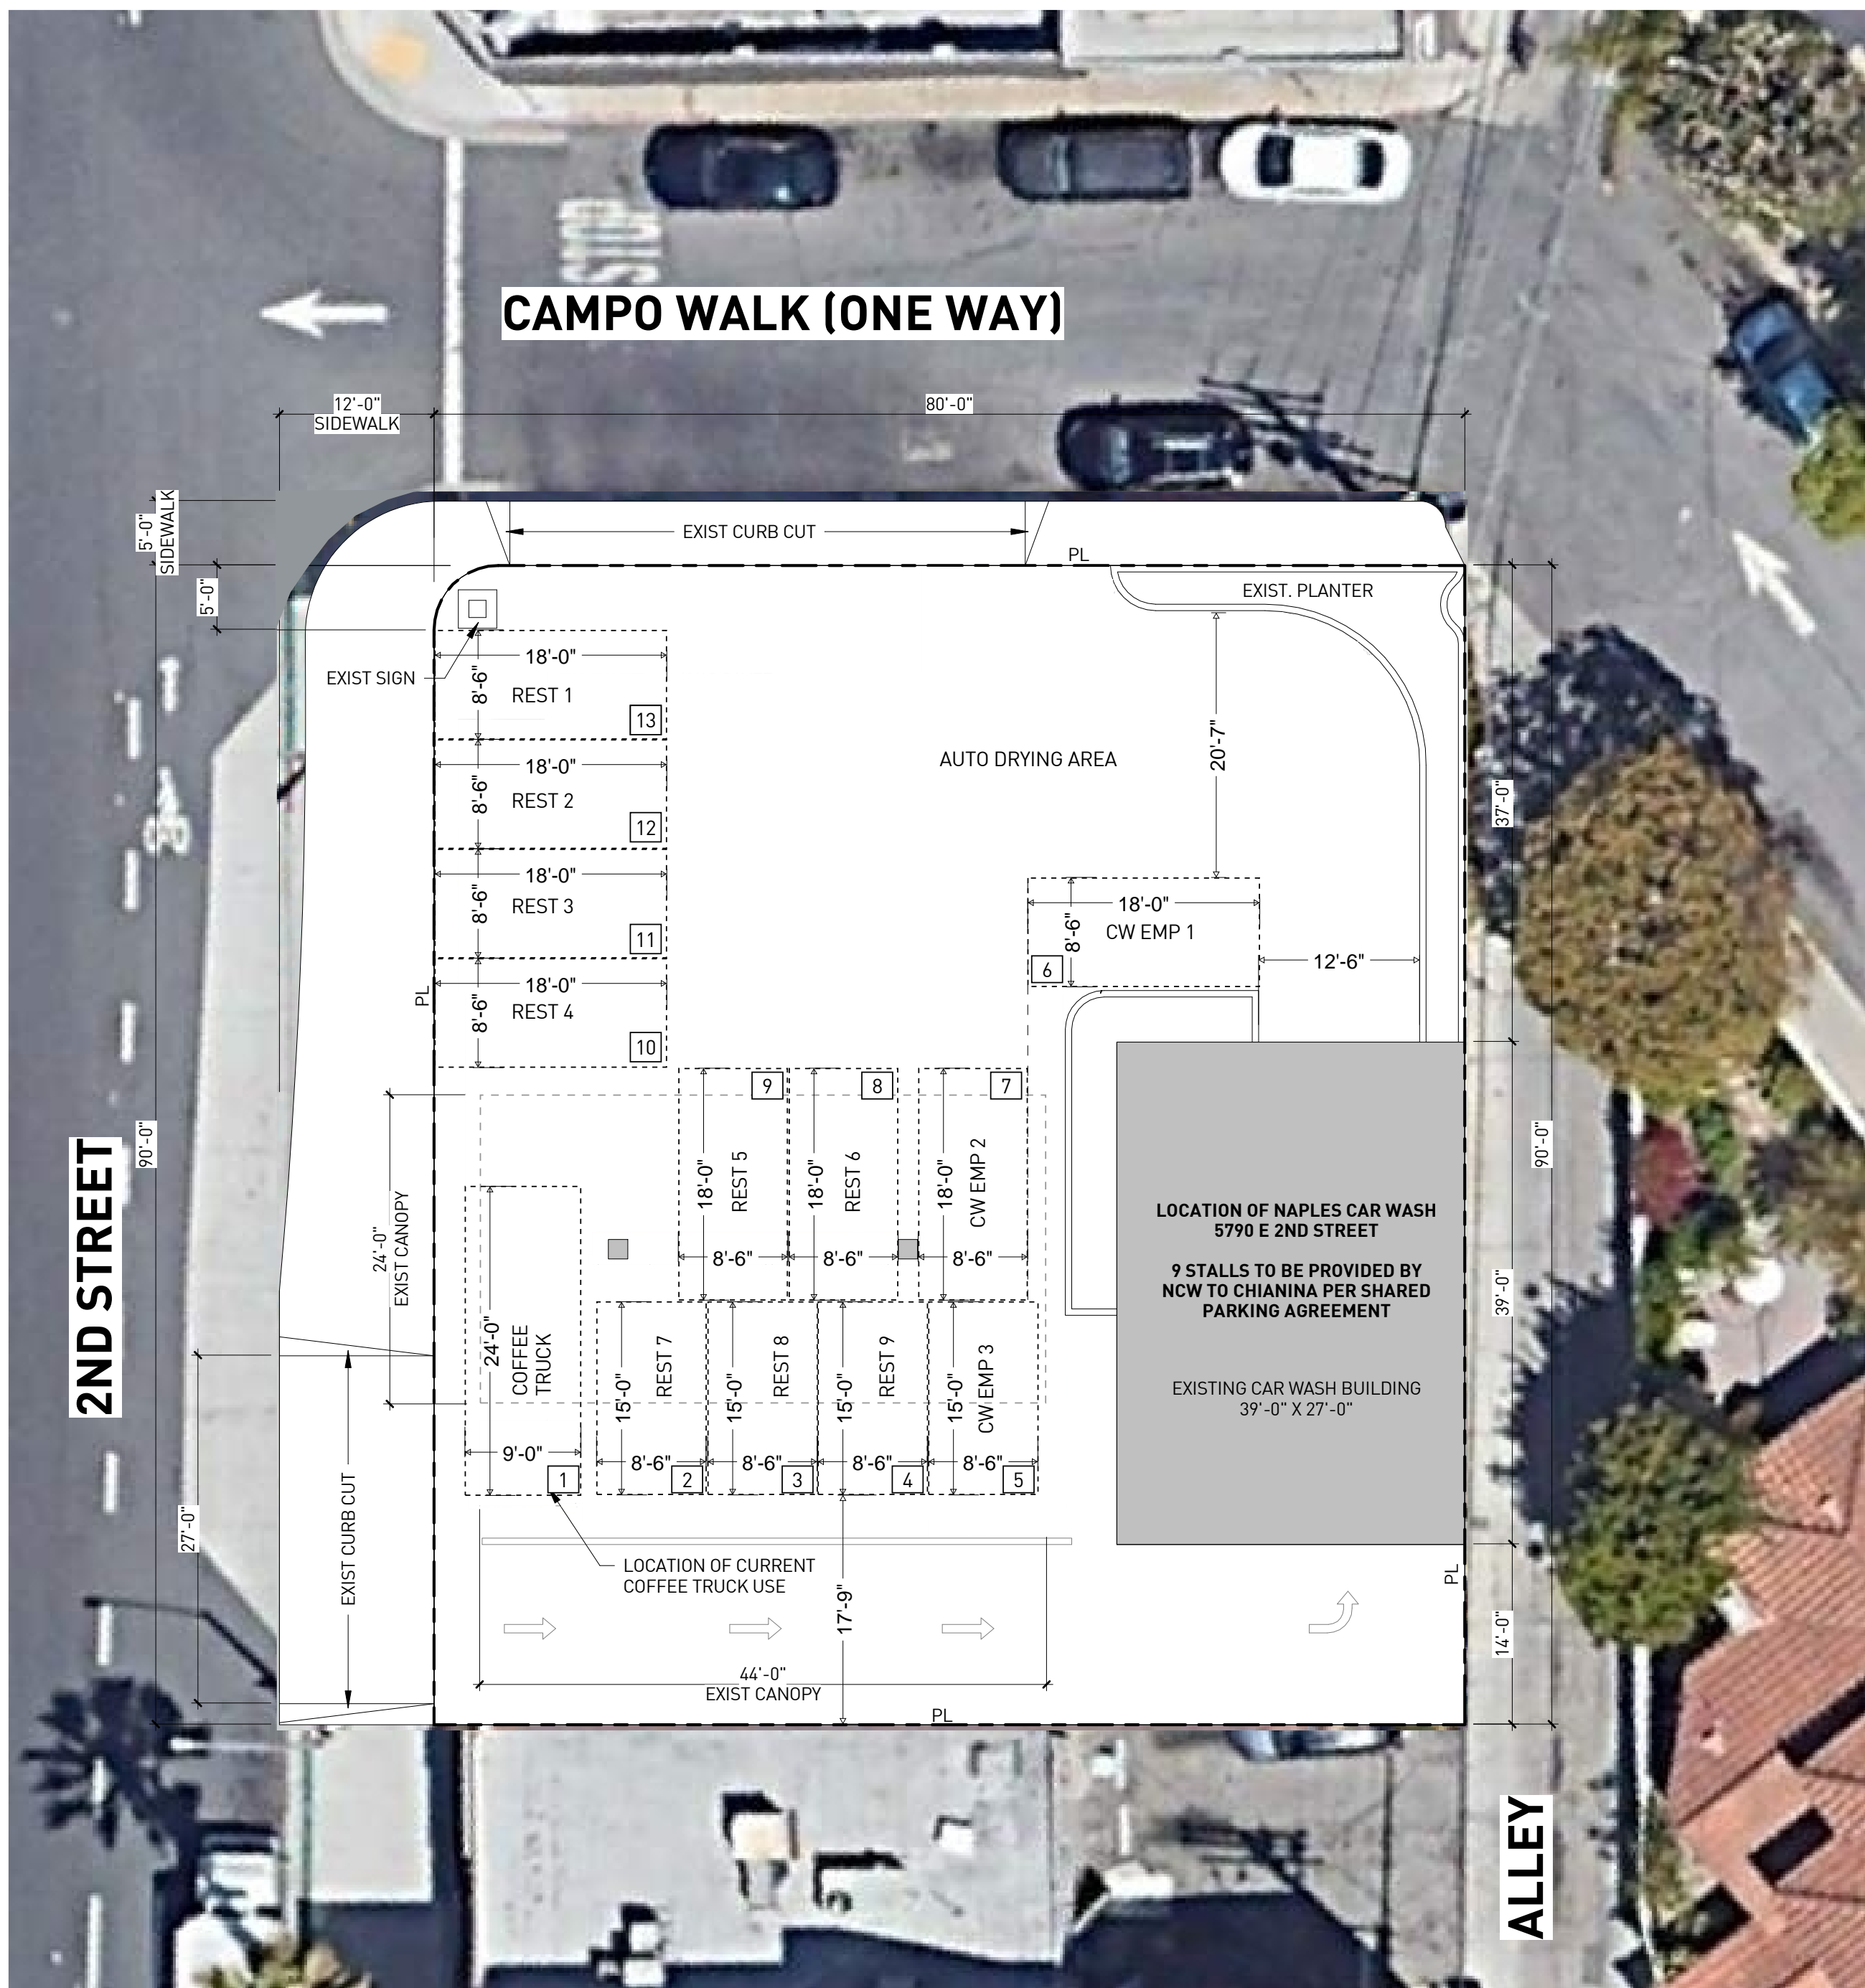 STOP
CAMPO WALK (ONE WAY)
12'-0"
SIDEWALK
80'-0"
5'-0"
SIDEWALK
5'-0"
EXIST CURB CUT
PL
EXIST. PLANTER
EXIST SIGN
18'-0"
8'-6"
REST 1
13
18'-0"
8'-6"
REST 2
12
18'-0"
8'-6"
REST 3
11
18'-0"
8'-6"
REST 4
10
PL
AUTO DRYING AREA
20'-7"
37'-0"
18'-0"
8'-6"
CW EMP 1
6
12'-6"
90'-0"
2ND STREET
24'-0"
EXIST CANOPY
9
18'-0"
REST 5
8'-6"
8
18'-0"
REST 6
8'-6"
7
18'-0"
CW EMP 2
8'-6"
LOCATION OF NAPLES CAR WASH
5790 E 2ND STREET
9 STALLS TO BE PROVIDED BY
NCW TO CHIANINA PER SHARED
PARKING AGREEMENT
EXISTING CAR WASH BUILDING
39'-0" X 27'-0"
90'-0"
39'-0"
24'-0"
COFFEE
TRUCK
9'-0"
1
15'-0"
REST 7
8'-6"
2
15'-0"
REST 8
8'-6"
3
15'-0"
REST 9
8'-6"
4
15'-0"
CW EMP 3
8'-6"
5
27'-0"
EXIST CURB CUT
LOCATION OF CURRENT
COFFEE TRUCK USE
17'-9"
PL
14'-0"
44'-0"
EXIST CANOPY
PL
ALLEY